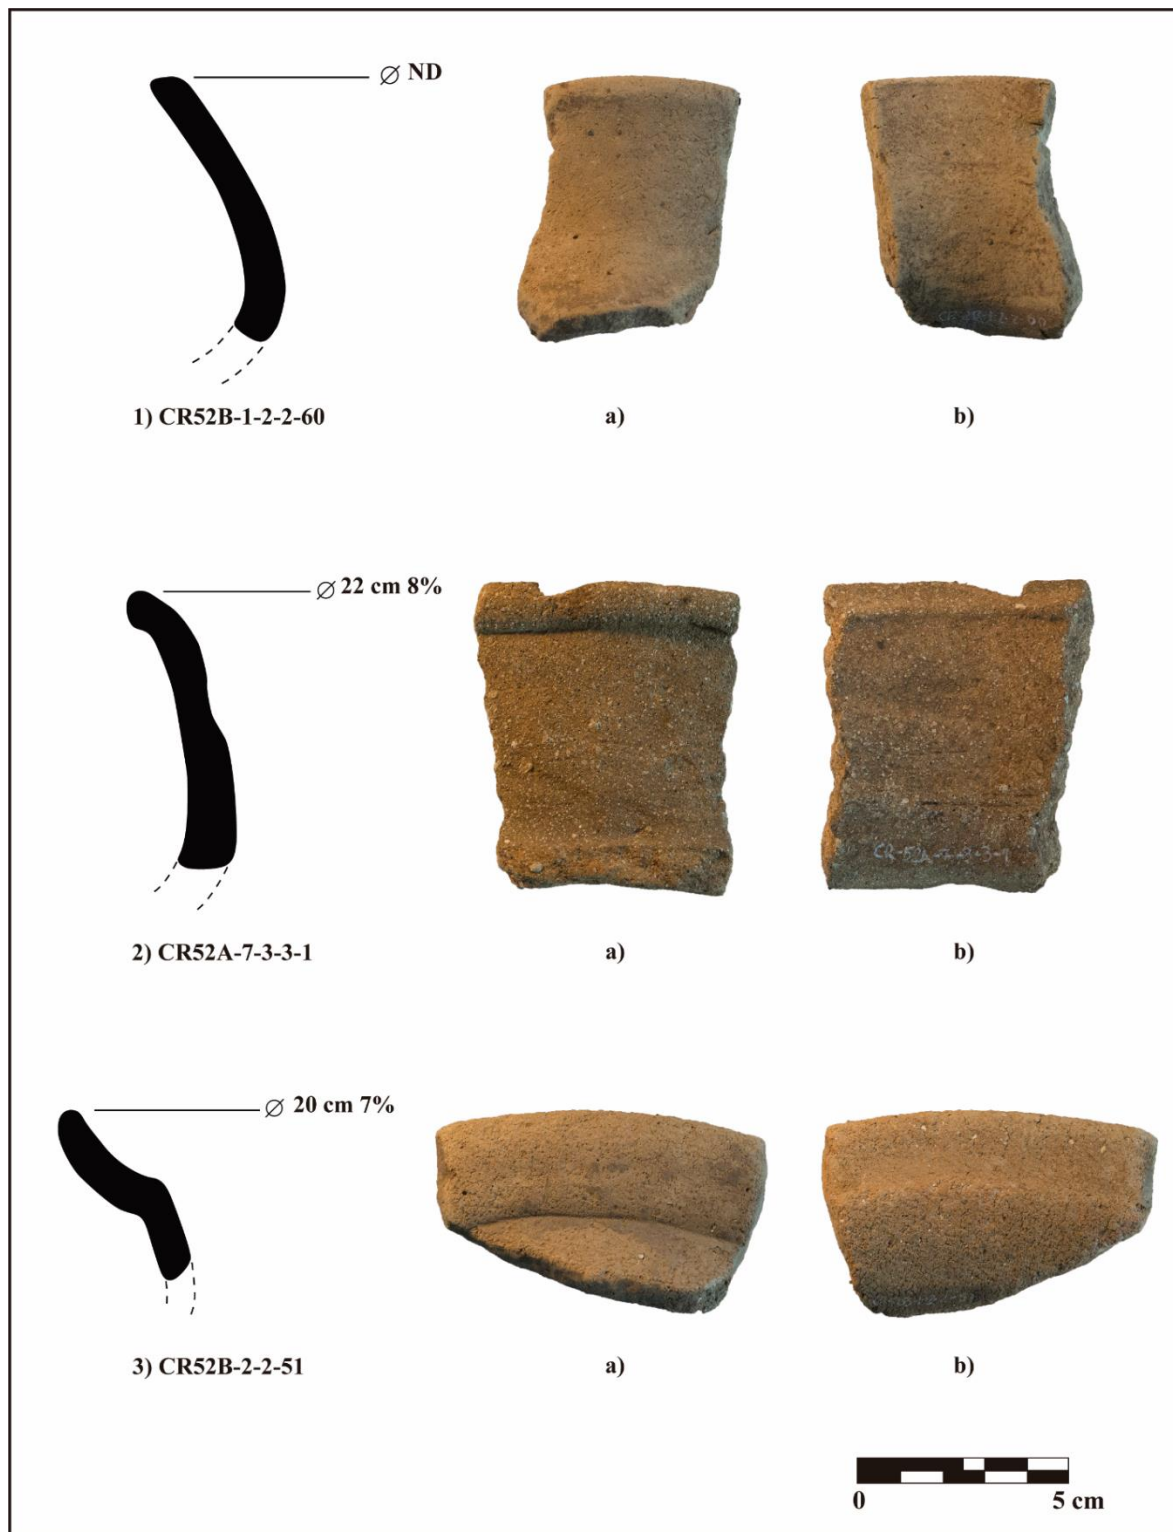 ∅ ND
1) CR52B-1-2-2-60
a)
b)
∅ 22 cm 8%
2) CR52A-7-3-3-1
a)
b)
∅ 20 cm 7%
3) CR52B-2-2-51
a)
b)
0 5 cm